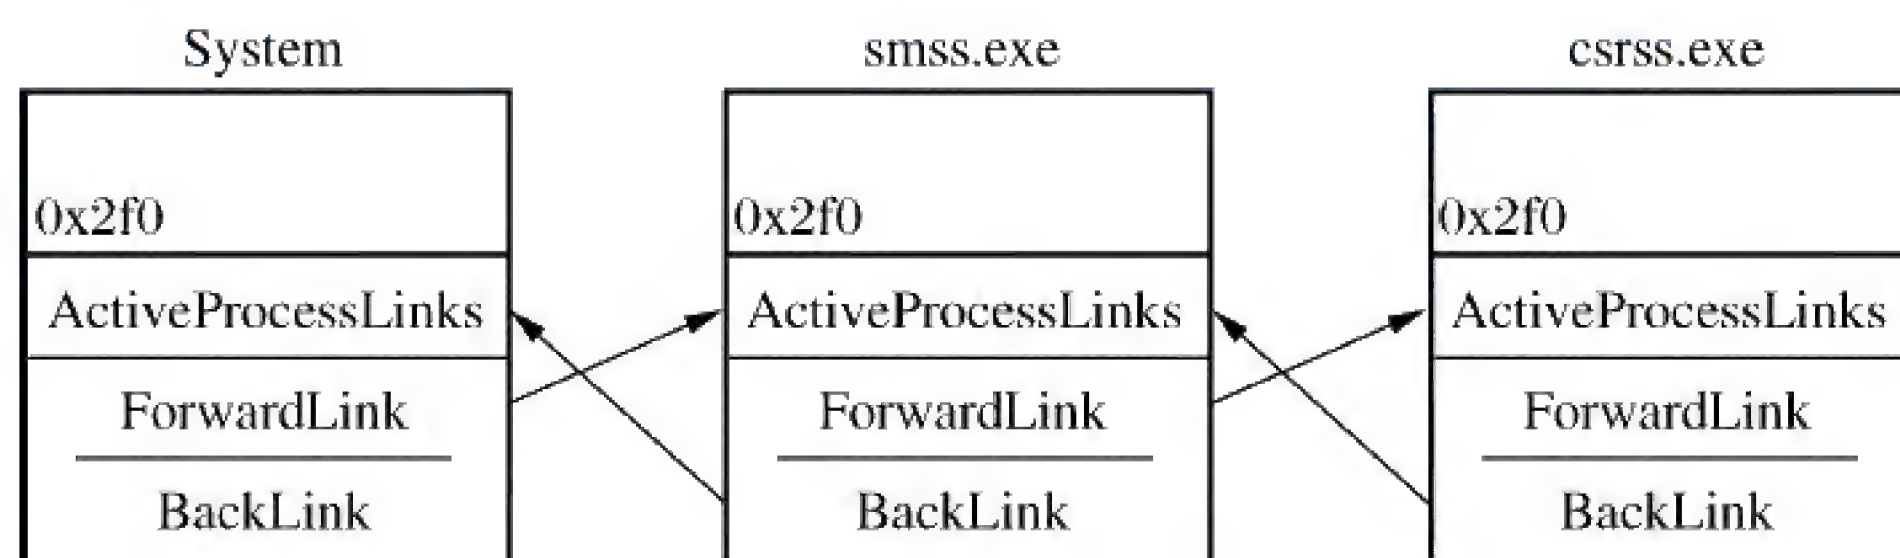 System
smss.exe
csrss.exe
0x2f0
0x2f0
0x2f0
ActiveProcessLinks
ActiveProcessLinks
ActiveProcessLinks
ForwardLink
ForwardLink
ForwardLink
BackLink
BackLink
BackLink